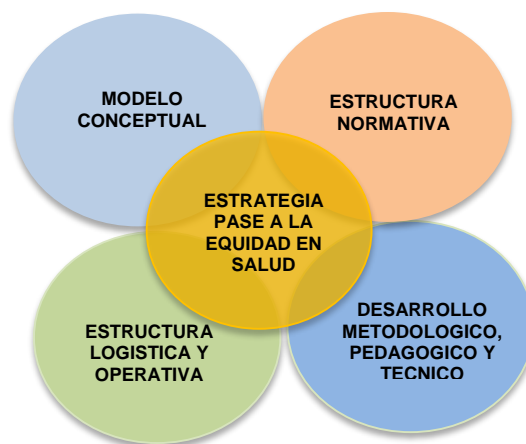 MODELO
CONCEPTUAL
ESTRUCTURA
NORMATIVA
ESTRATEGIA
PASE A LA
EQUIDAD EN
SALUD
ESTRUCTURA
LOGISTICA Y
OPERATIVA
DESARROLLO
METODOLOGICO,
PEDAGOGICO Y
TECNICO